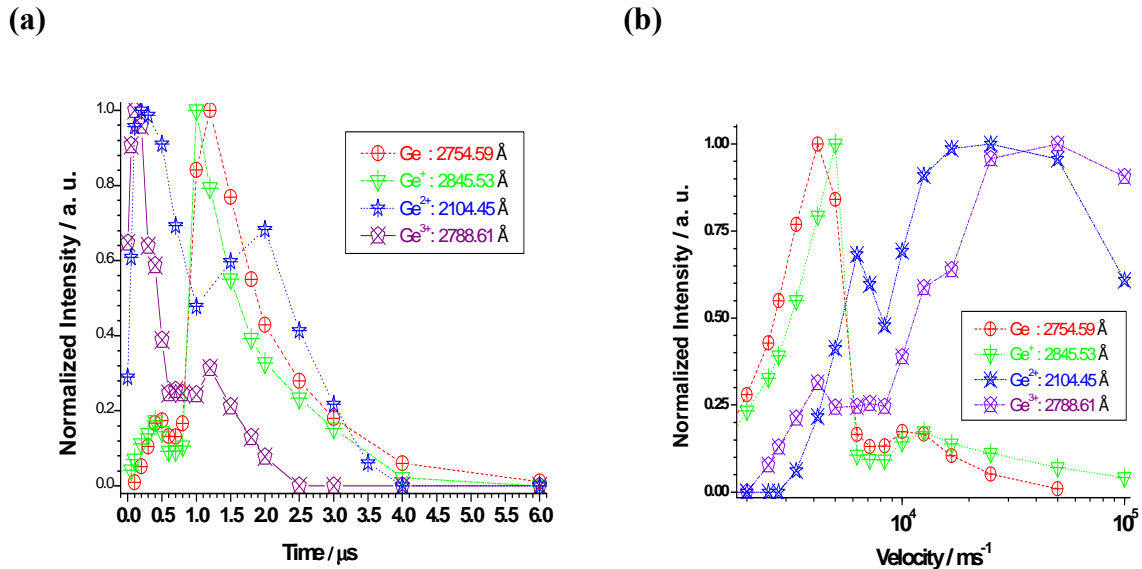 (a)
(b)
Normalized Intensity / a. u.
1.0
0.8
0.6
0.4
0.2
0.0
Ge : 2754.59 Å
Ge⁺ : 2845.53 Å
Ge²⁺ : 2104.45 Å
Ge³⁺ : 2788.61 Å
0.0 0.5 1.0 1.5 2.0 2.5 3.0 3.5 4.0 4.5 5.0 5.5 6.0
Time / μs
Normalized Intensity / a. u.
1.00
0.75
0.50
0.25
0.00
Ge : 2754.59 Å
Ge⁺ : 2845.53 Å
Ge²⁺ : 2104.45 Å
Ge³⁺ : 2788.61 Å
10⁴ 10⁵
Velocity / ms⁻¹